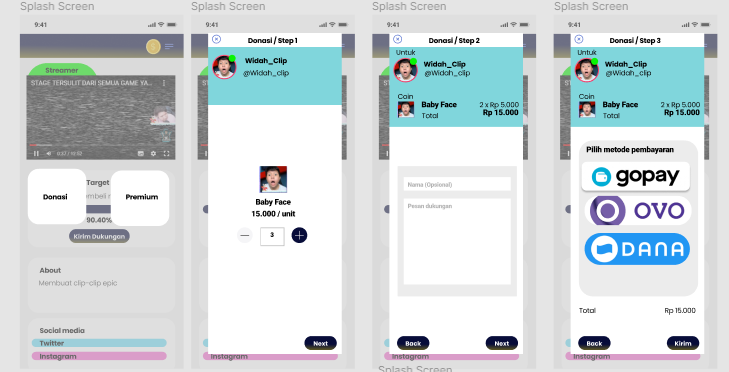 Splash Screen
9:41
Streamer
STAGE TERSULIT DARI SEMUA GAME YA...
0:07 / 10:50
Donasi
Target
Premium
90.40%
Kirim Dukungan
About
Membuat clip-clip epic
Social media
Twitter
Instagram
Splash Screen
9:41
Donasi / Step 1
Widah_Clip
@Widah_clip
Baby Face
15.000 / unit
3
Next
Instagram
Splash Screen
9:41
Donasi / Step 2
Untuk
Widah_Clip
@Widah_clip
Coin
Baby Face
2 x Rp 5.000
Total
Rp 15.000
Nama (Opsional)
Pesan dukungan
Back
Next
Instagram
Splash Screen
Splash Screen
9:41
Donasi / Step 3
Untuk
Widah_Clip
@Widah_clip
Coin
Baby Face
2 x Rp 5.000
Total
Rp 15.000
Pilih metode pembayaran
gopay
OVO
DANA
Total
Rp 15.000
Back
Kirim
Instagram